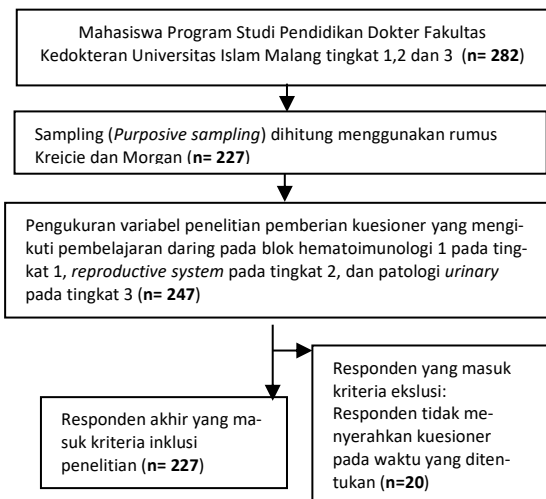 Mahasiswa Program Studi Pendidikan Dokter Fakultas
Kedokteran Universitas Islam Malang tingkat 1,2 dan 3 (n= 282)
Sampling (Purposive sampling) dihitung menggunakan rumus
Krejcie dan Morgan (n= 227)
Pengukuran variabel penelitian pemberian kuesioner yang mengi-
kuti pembelajaran daring pada blok hematoimunologi 1 pada ting-
kat 1, reproductive system pada tingkat 2, dan patologi urinary
pada tingkat 3 (n= 247)
Responden akhir yang ma-
suk kriteria inklusi
penelitian (n= 227)
Responden yang masuk
kriteria ekslusi:
Responden tidak me-
nyerahkan kuesioner
pada waktu yang diten-
tukan (n=20)